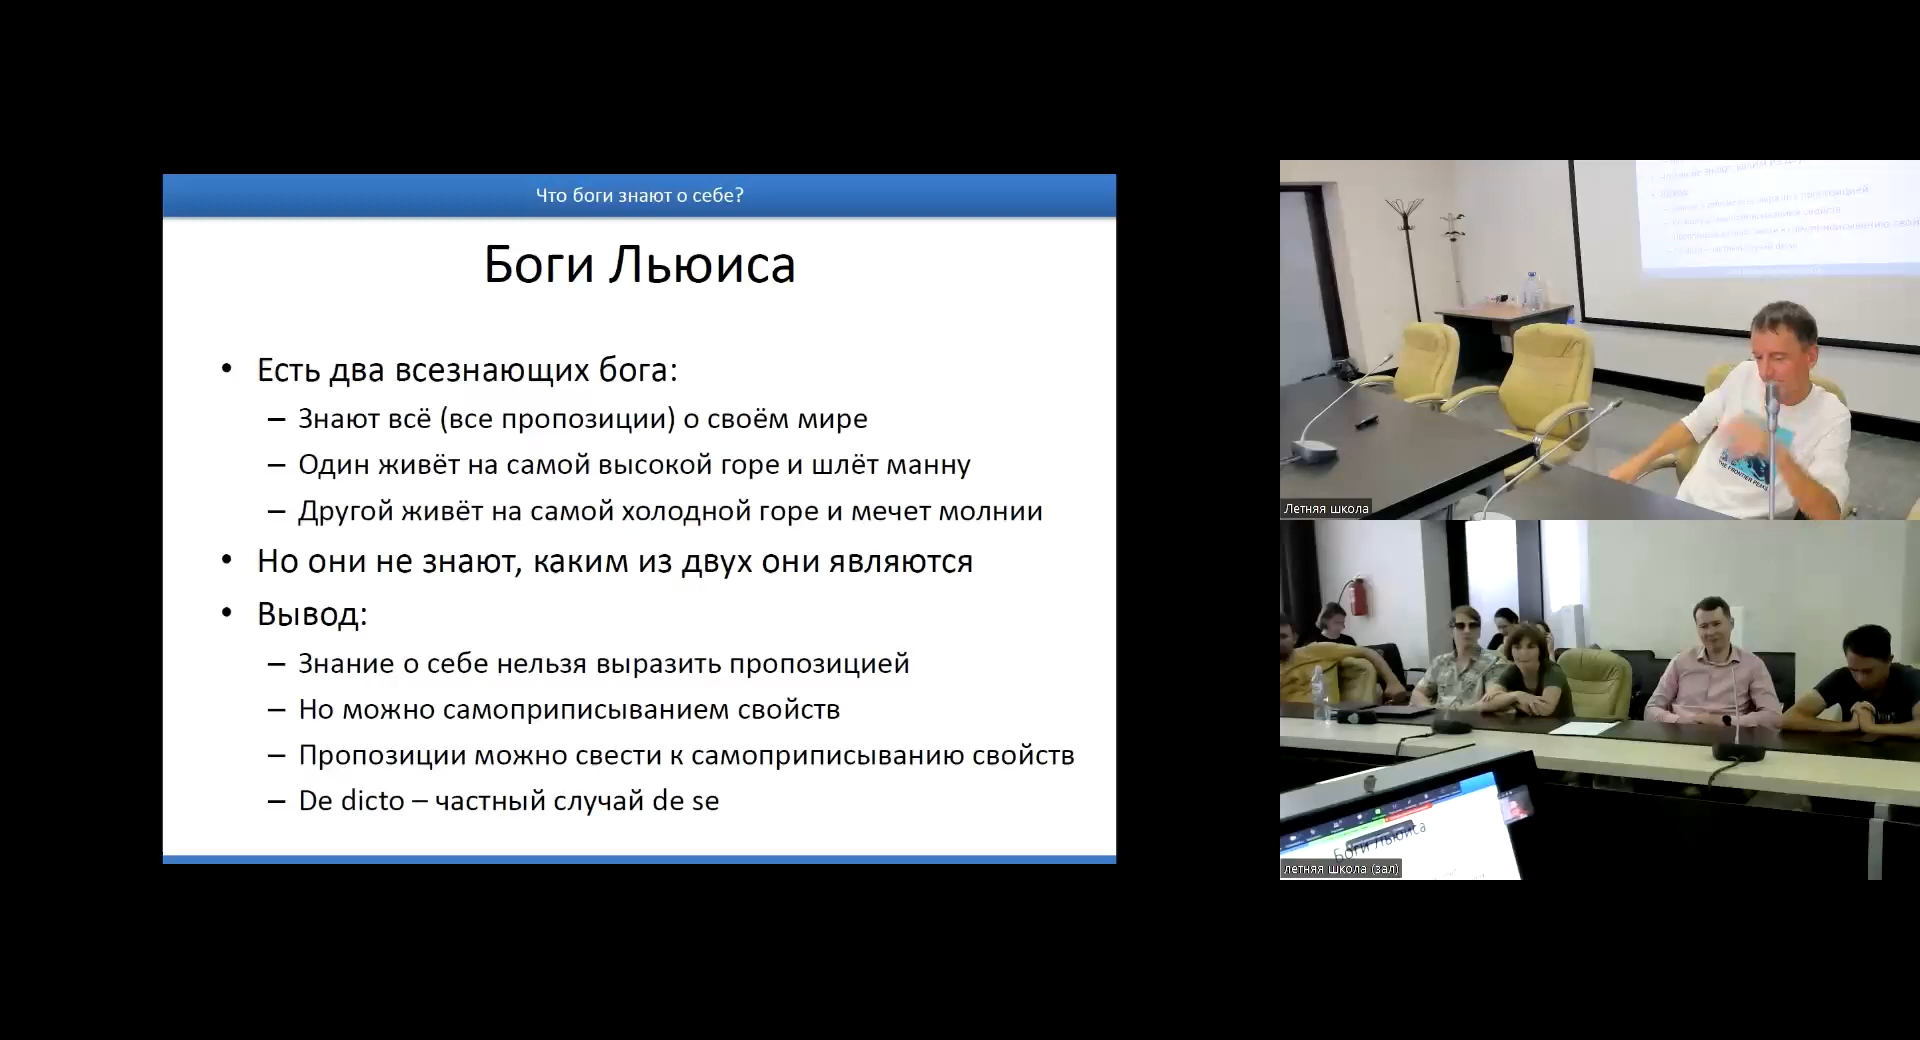 Что боги знают о себе?
Боги Льюиса
• Есть два всезнающих бога:
– Знают всё (все пропозиции) о своём мире
– Один живёт на самой высокой горе и шлёт манну
– Другой живёт на самой холодной горе и мечет молнии
• Но они не знают, каким из двух они являются
• Вывод:
– Знание о себе нельзя выразить пропозицией
– Но можно самоприписыванием свойств
– Пропозиции можно свести к самоприписыванию свойств
– De dicto – частный случай de se
Летняя школа
Боги Льюиса
летняя школа (зал)